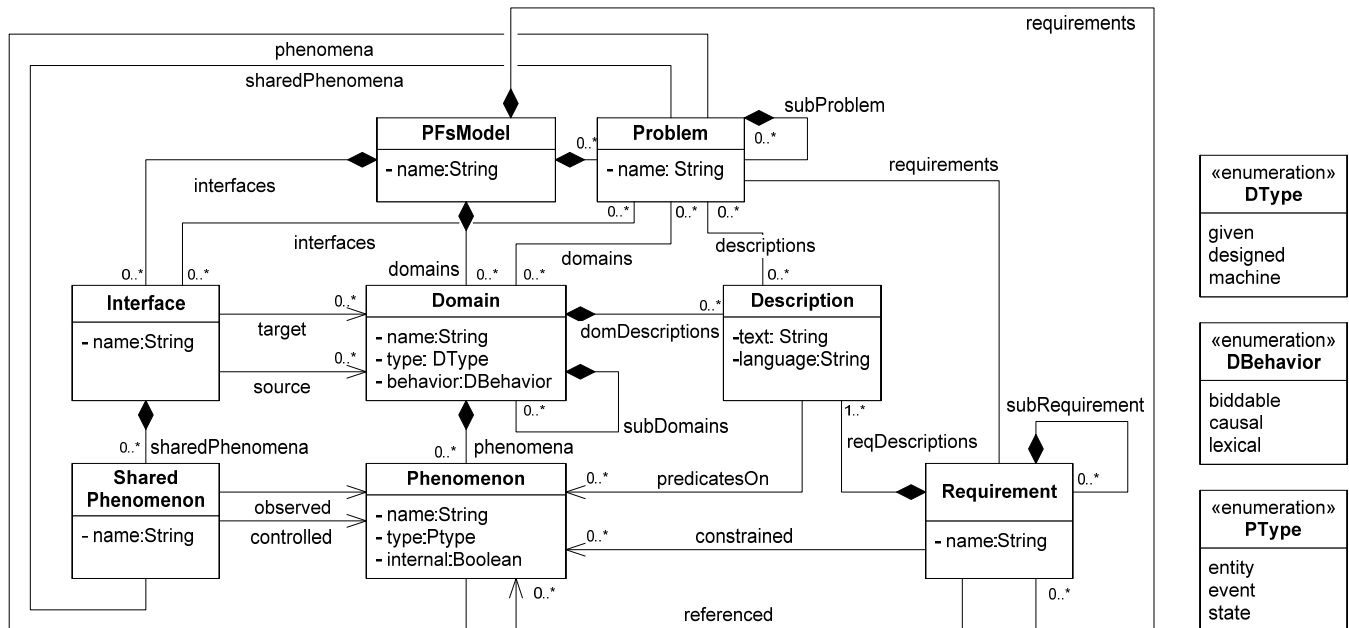 requirements
phenomena
sharedPhenomena
subProblem
PFsModel
- name:String
0..*
Problem
- name: String
0..*
requirements
interfaces
interfaces
domains
domains
descriptions
0..*
0..*
0..*
0..*
0..*
0..*
0..*
0..*
0..*
Interface
- name:String
target
0..*
source
0..*
Domain
- name:String
- type: DType
- behavior:DBehavior
0..*
domDescriptions
0..*
subDomains
Description
-text: String
-language:String
1..*
reqDescriptions
subRequirement
0..*
0..*
sharedPhenomena
0..*
phenomena
Shared
Phenomenon
- name:String
observed
controlled
Phenomenon
- name:String
- type:Ptype
- internal:Boolean
0..*
predicatesOn
0..*
constrained
Requirement
- name:String
0..*
referenced
0..*
«enumeration»
DType
given
designed
machine
«enumeration»
DBehavior
biddable
causal
lexical
«enumeration»
PType
entity
event
state